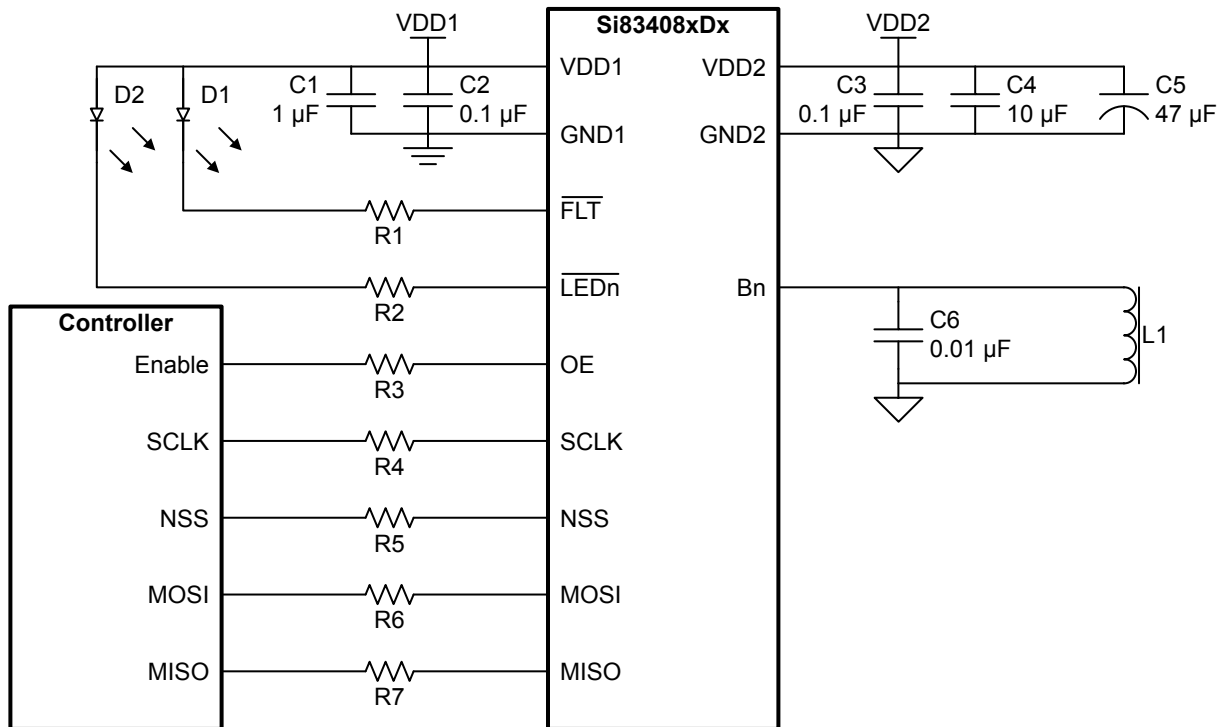 Si83408xDx
VDD1
VDD2
VDD1
VDD2
D2
D1
C1
1 µF
C2
0.1 µF
C3
0.1 µF
C4
10 µF
C5
47 µF
GND1
GND2
FLT
R1
LEDn
R2
Bn
C6
0.01 µF
L1
Controller
Enable
R3
OE
SCLK
R4
SCLK
NSS
R5
NSS
MOSI
R6
MOSI
MISO
R7
MISO